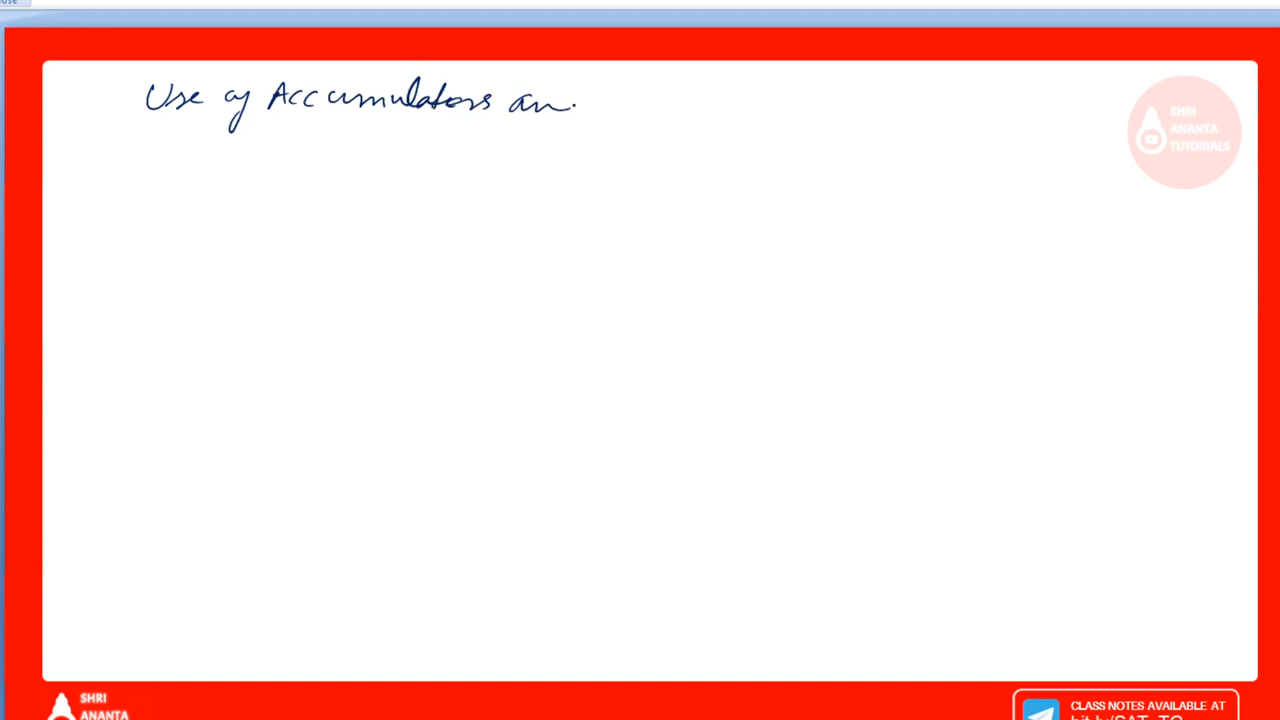 Use of Accumulators an
SHRI
ANANTA
TUTORIALS
SHRI
ANANTA
CLASS NOTES AVAILABLE AT